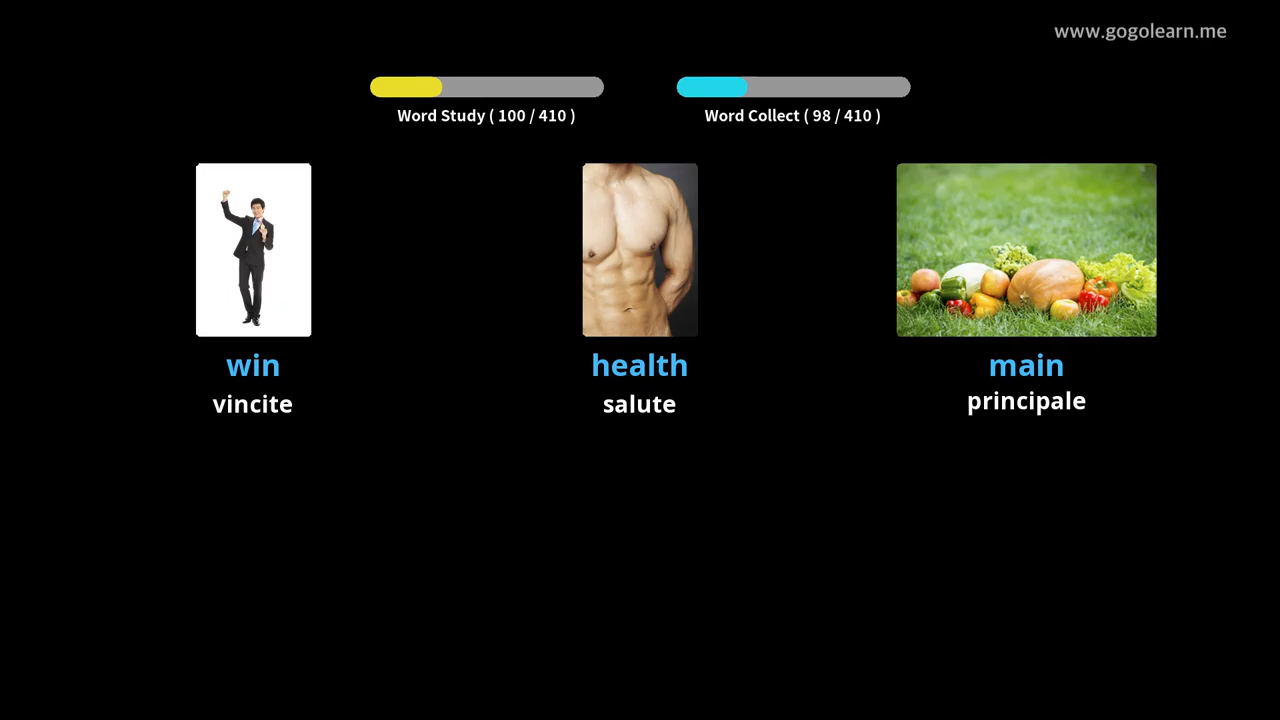 www.gogolearn.me
Word Study ( 100 / 410 )
Word Collect ( 98 / 410 )
win
vincite
health
salute
main
principale